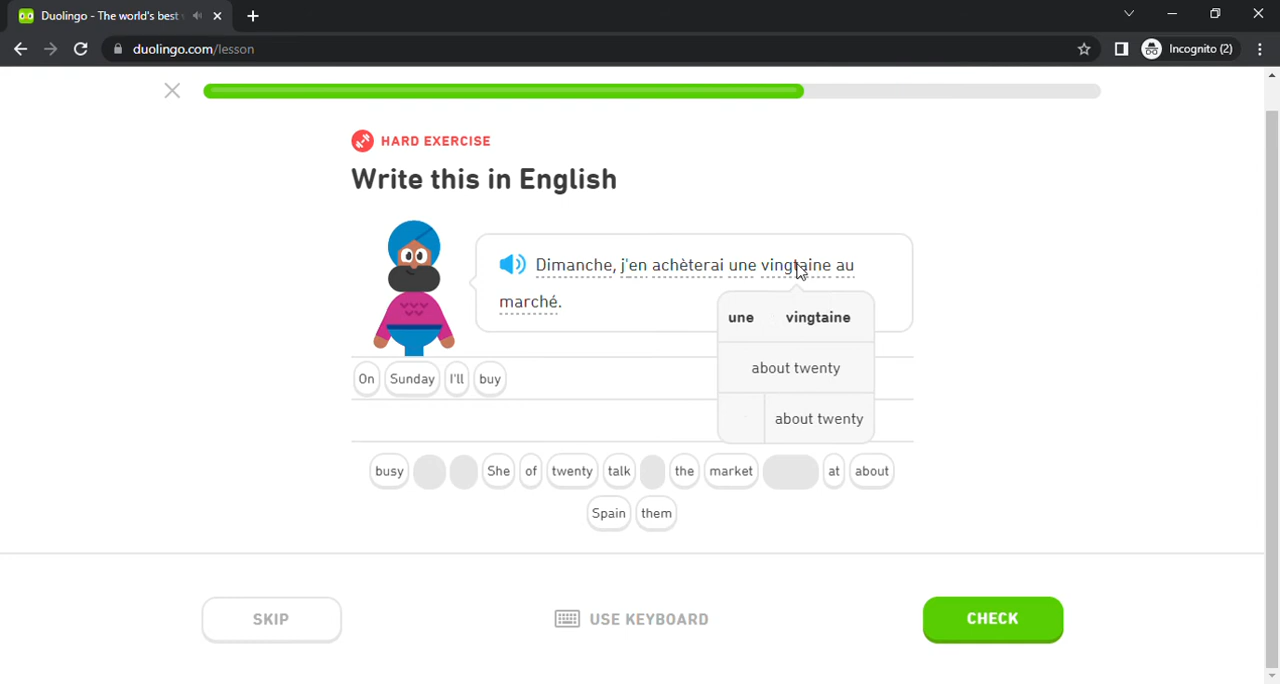 Duolingo - The world's best
duolingo.com/lesson
Incognito (2)
HARD EXERCISE
Write this in English
Dimanche, j'en achèterai une vingtaine au
marché.
une vingtaine
about twenty
about twenty
On Sunday I'll buy
busy She of twenty talk the market at about
Spain them
SKIP
USE KEYBOARD
CHECK